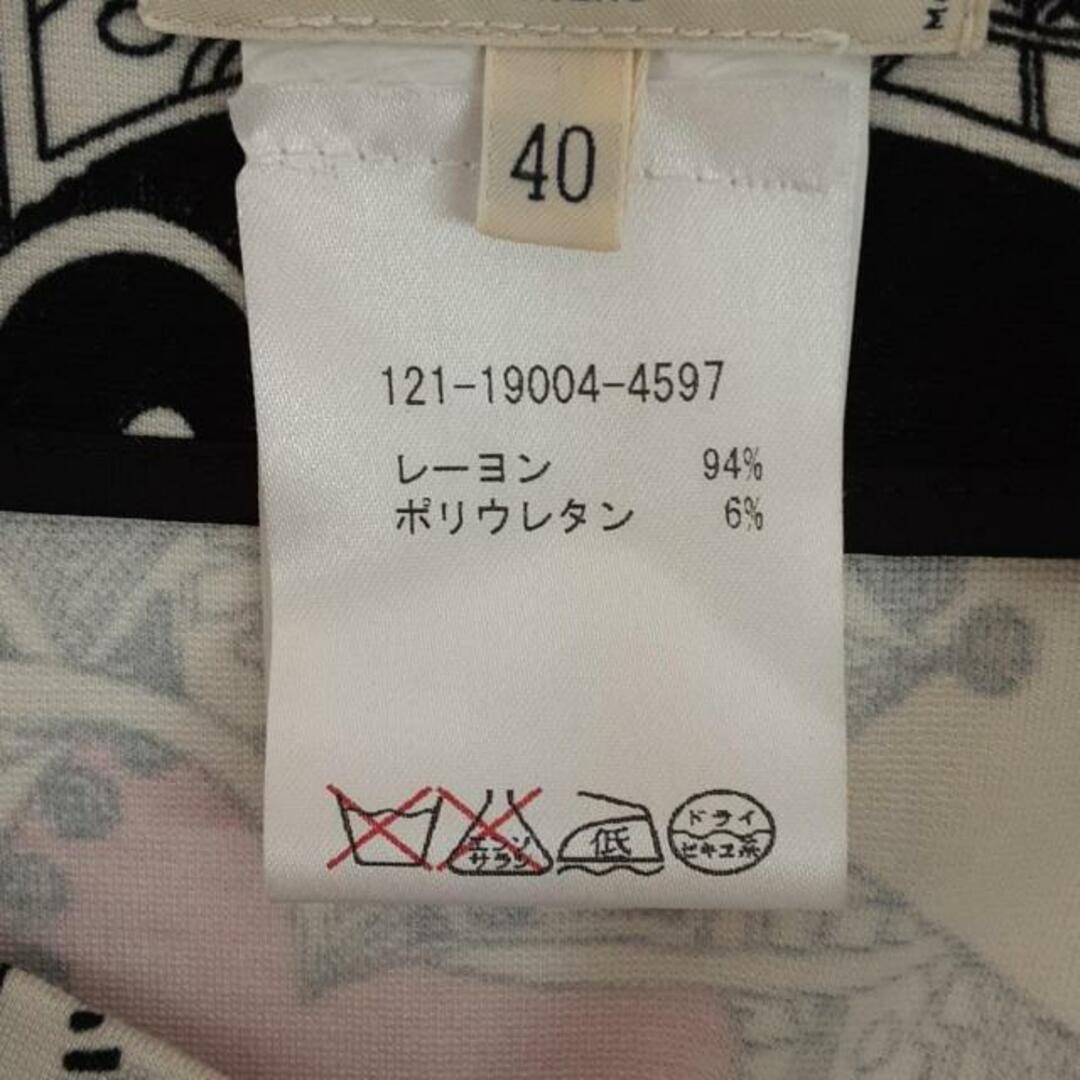 40
121-19004-4597
レーヨン 94%
ポリウレタン 6%
エンソ
サラシ
低
ドライ
セキユ系